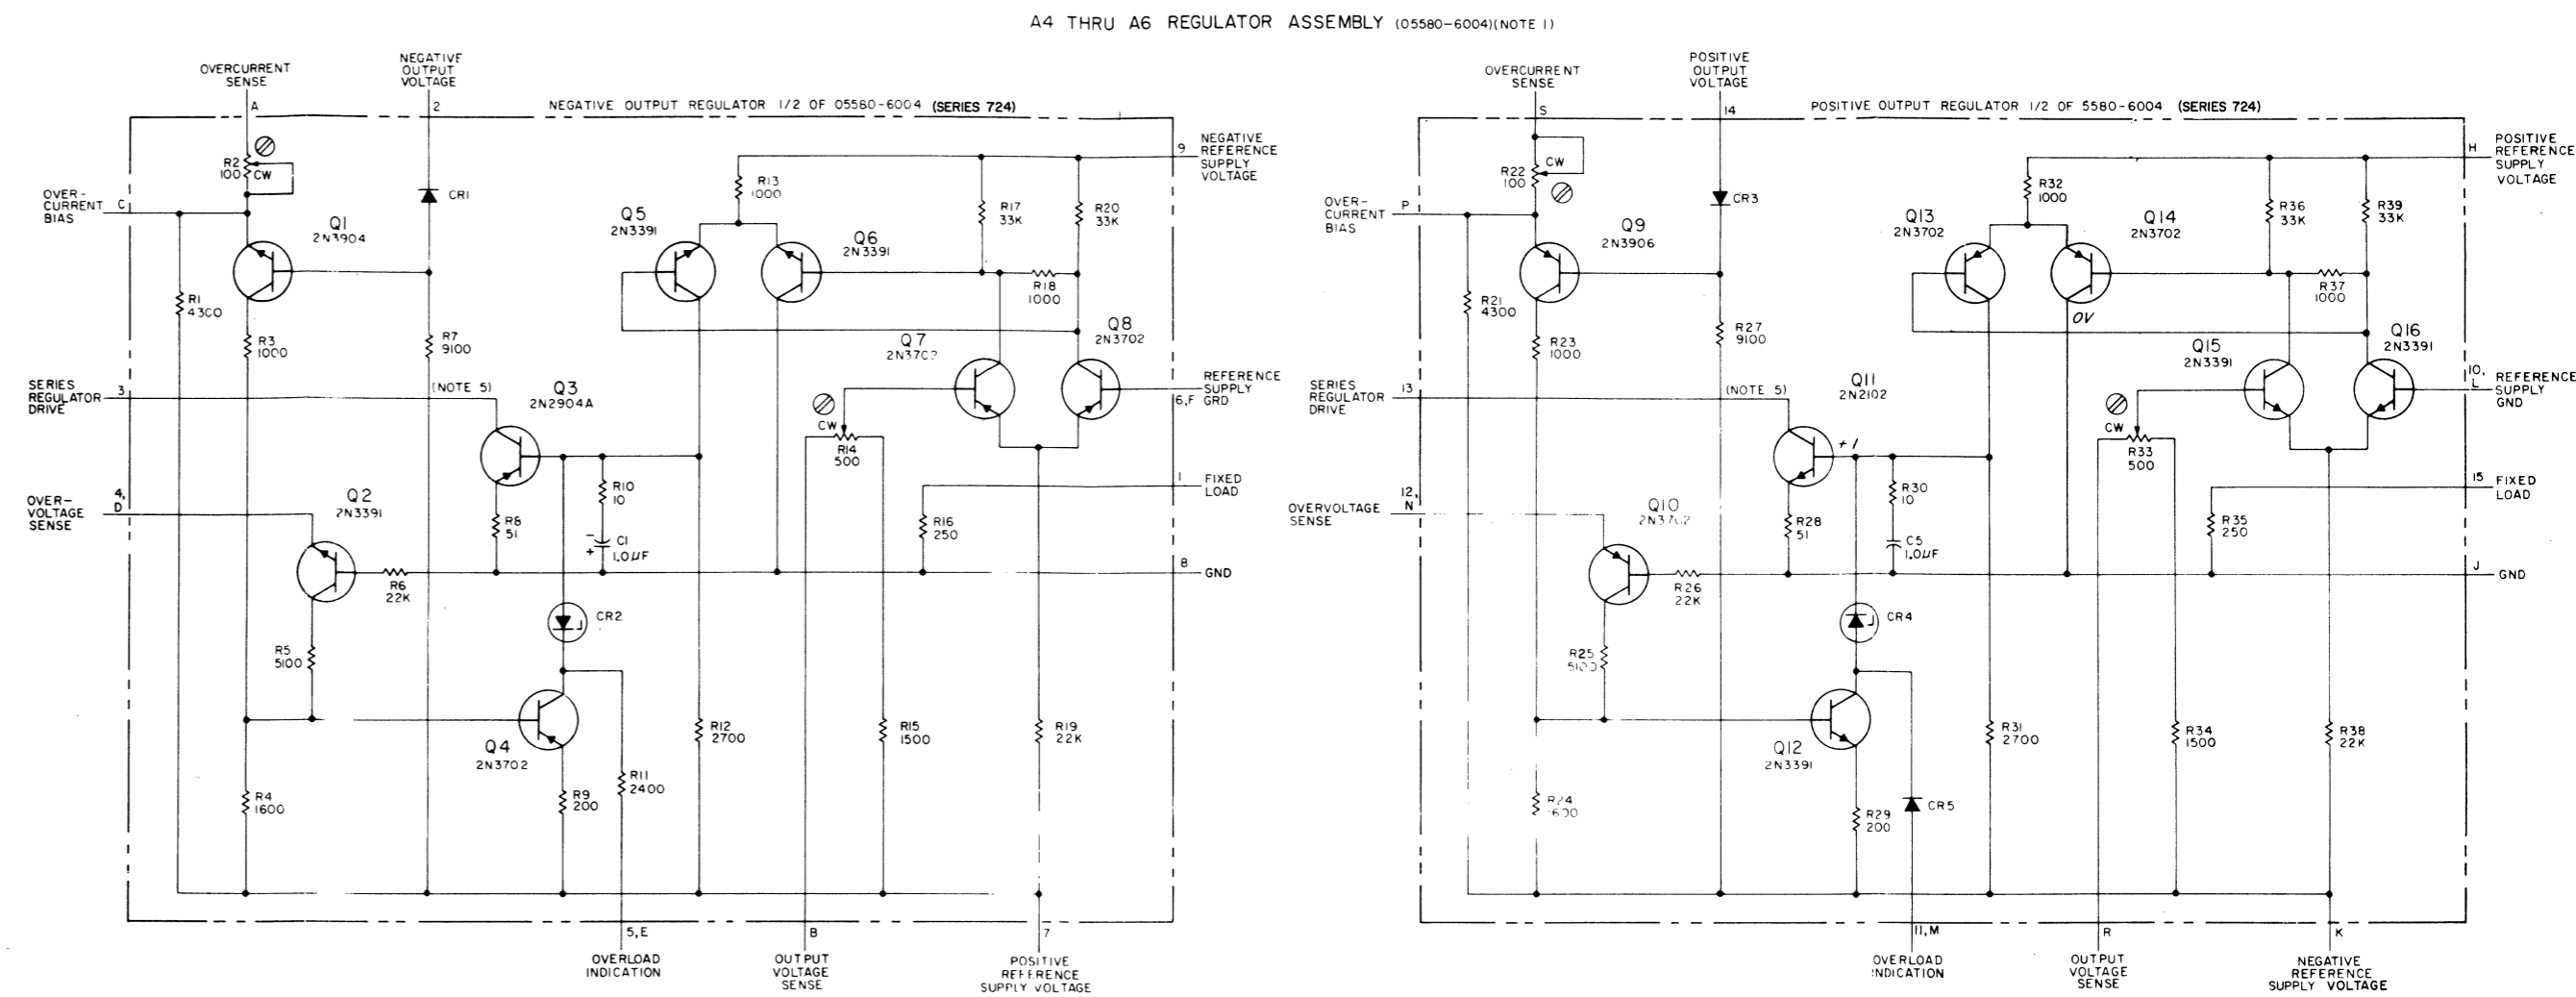 A4 THRU A6 REGULATOR ASSEMBLY (05580-6004)(NOTE 1)
OVERCURRENT
SENSE
A
NEGATIVE
OUTPUT
VOLTAGE
2
NEGATIVE OUTPUT REGULATOR 1/2 OF 05580-6004 (SERIES 724)
R2
100
CW
OVER-
CURRENT
BIAS
C
CR1
Q1
2N3904
R1
4300
R3
1000
R7
9100
R13
1000
Q5
2N3391
Q6
2N3391
R17
33K
R20
33K
9
NEGATIVE
REFERENCE
SUPPLY
VOLTAGE
R18
1000
Q7
2N3702
Q8
2N3702
SERIES
REGULATOR
DRIVE
3
(NOTE 5)
Q3
2N2904A
REFERENCE
SUPPLY
GRD
6,F
CW
R14
500
OVER-
VOLTAGE
SENSE
4,
D
Q2
2N3391
R8
51
R10
10
C1
1.0µF
-
+
R16
250
1
FIXED
LOAD
8
GND
R6
22K
R5
5100
CR2
Q4
2N3702
R4
1600
R9
200
R11
2400
R12
2700
R15
1500
R19
22K
5,E
OVERLOAD
INDICATION
B
OUTPUT
VOLTAGE
SENSE
7
POSITIVE
REFERENCE
SUPPLY VOLTAGE
OVERCURRENT
SENSE
S
POSITIVE
OUTPUT
VOLTAGE
14
POSITIVE OUTPUT REGULATOR 1/2 OF 5580-6004 (SERIES 724)
R22
100
CW
OVER-
CURRENT
BIAS
P
CR3
Q9
2N3906
R21
4300
R23
1000
R27
9100
R32
1000
Q13
2N3702
Q14
2N3702
R36
33K
R39
33K
H
POSITIVE
REFERENCE
SUPPLY
VOLTAGE
R37
1000
0V
Q15
2N3391
Q16
2N3391
SERIES
REGULATOR
DRIVE
13
(NOTE 5)
Q11
2N2102
+1
10,
L
REFERENCE
SUPPLY
GND
CW
R33
500
OVERVOLTAGE
SENSE
12,
N
Q10
2N3702
R28
51
R30
10
C5
1.0µF
R35
250
15
FIXED
LOAD
J
GND
R26
22K
R25
5100
CR4
Q12
2N3391
R24
1600
R29
200
CR5
R31
2700
R34
1500
R38
22K
11,M
OVERLOAD
INDICATION
R
OUTPUT
VOLTAGE
SENSE
K
NEGATIVE
REFERENCE
SUPPLY VOLTAGE